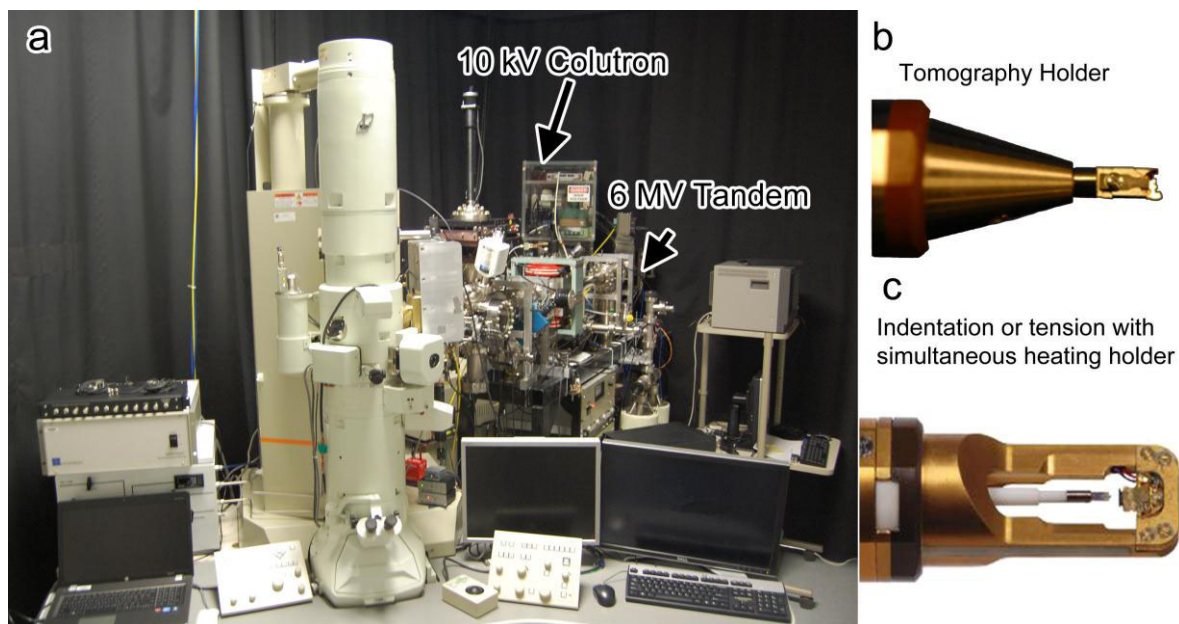 a
10 kV Colutron
6 MV Tandem
b
Tomography Holder
c
Indentation or tension with
simultaneous heating holder